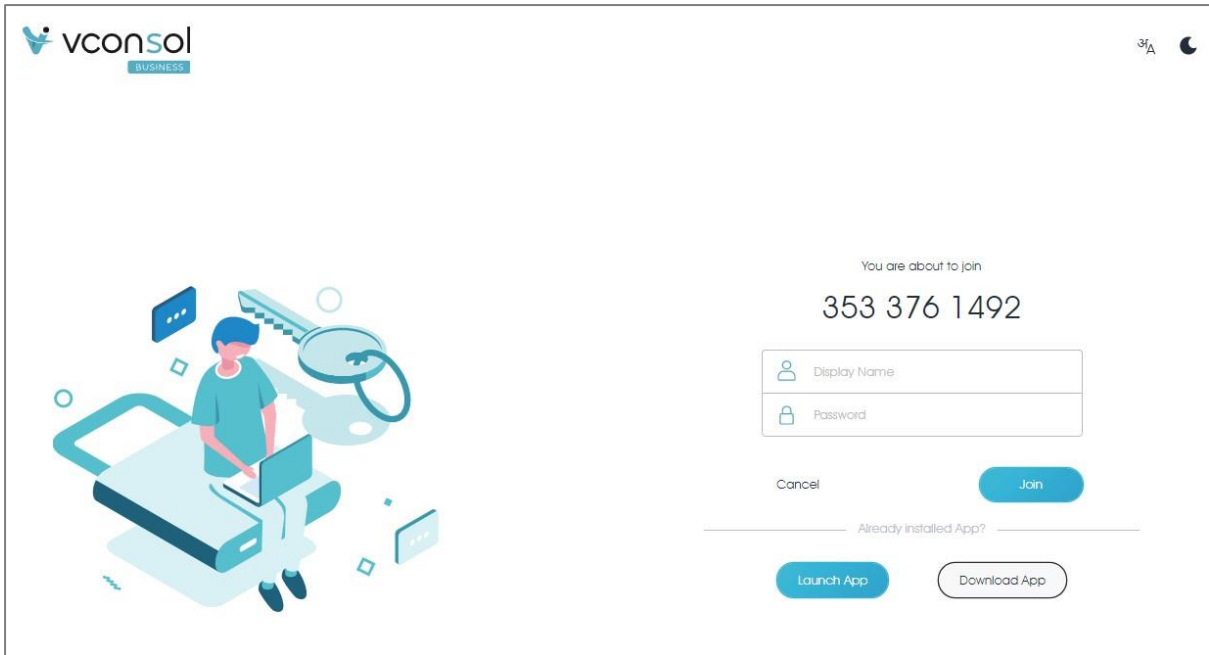 vconsol
BUSINESS
अA
You are about to join
353 376 1492
Display Name
Password
Cancel
Join
Already installed App?
Launch App
Download App